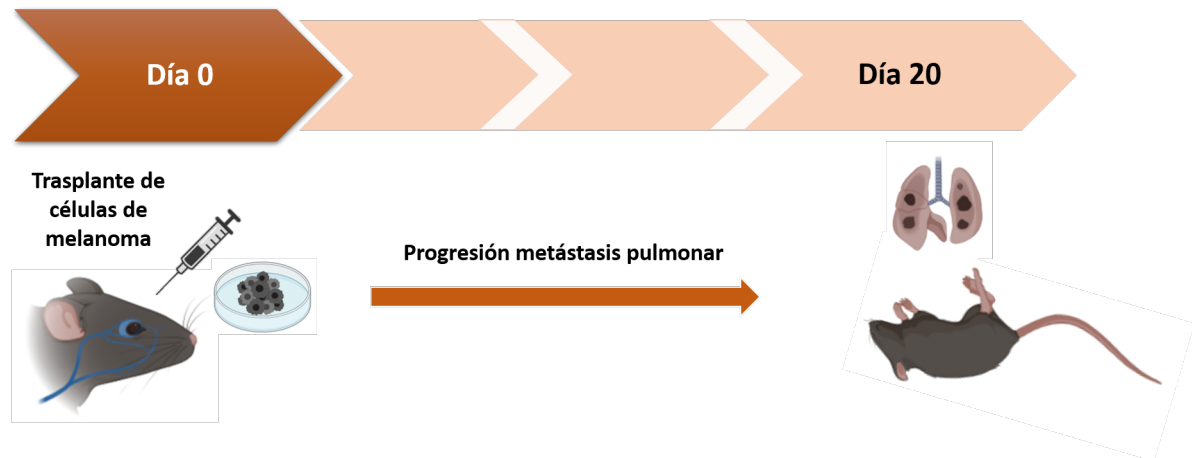 Día 0
Día 20
Trasplante de
células de
melanoma
Progresión metástasis pulmonar